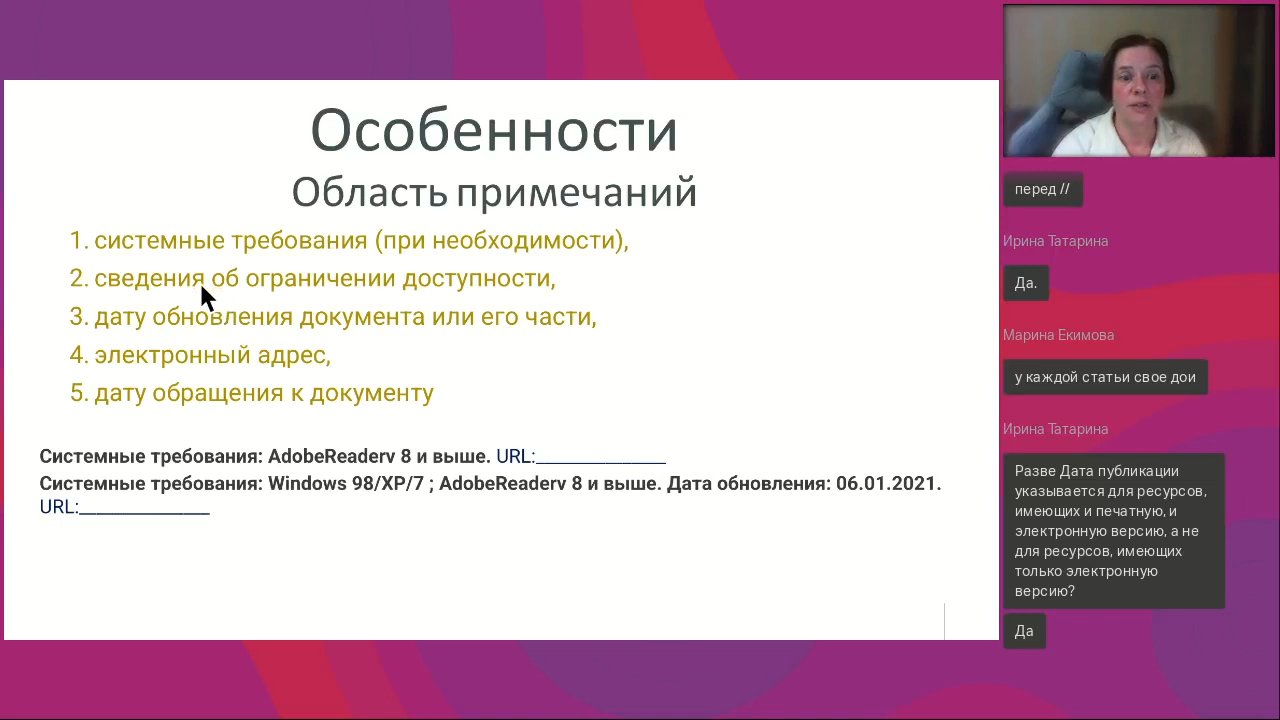 Особенности
Область примечаний
1. системные требования (при необходимости),
2. сведения об ограничении доступности,
3. дату обновления документа или его части,
4. электронный адрес,
5. дату обращения к документу
Системные требования: AdobeReaderv 8 и выше. URL:_______________
Системные требования: Windows 98/XP/7 ; AdobeReaderv 8 и выше. Дата обновления: 06.01.2021.
URL:_______________
перед //
Ирина Татарина
Да.
Марина Екимова
у каждой статьи свое дои
Ирина Татарина
Разве Дата публикации
указывается для ресурсов,
имеющих и печатную, и
электронную версию, а не
для ресурсов, имеющих
только электронную
версию?
Да